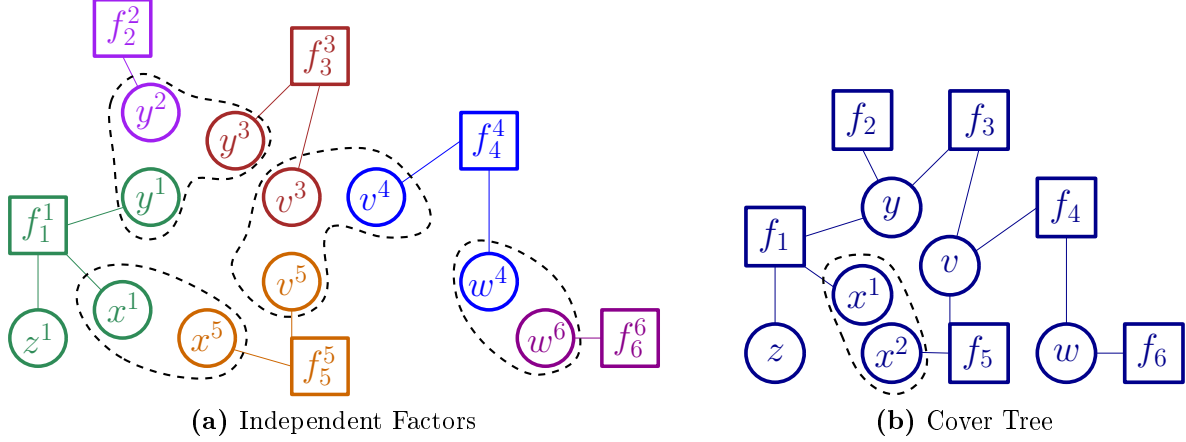 f_2^2
f_3^3
y^2
y^3
f_4^4
y^1
v^3
v^4
f_1^1
v^5
w^4
x^1
x^5
z^1
w^6
f_6^6
f_5^5
(a) Independent Factors
f_2
f_3
y
f_4
f_1
v
x^1
z
x^2
f_5
w
f_6
(b) Cover Tree